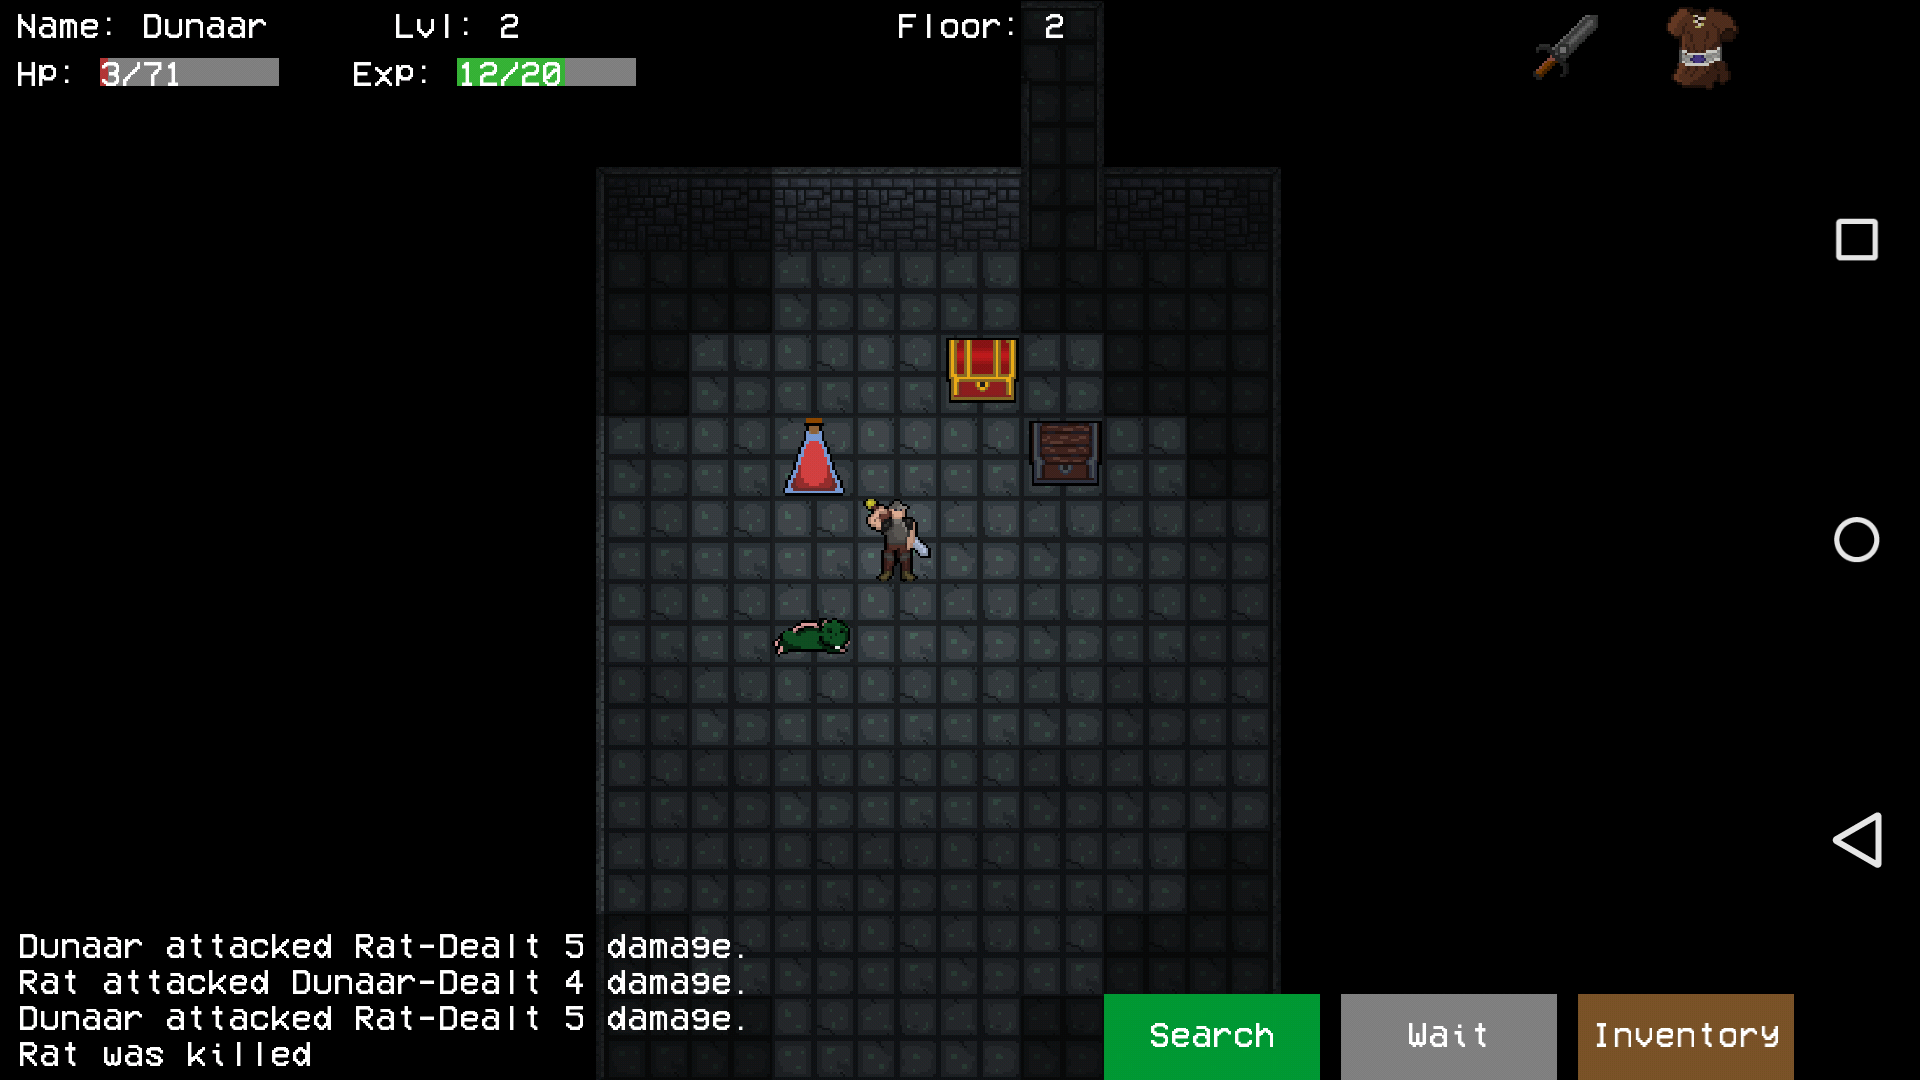 Name: Dunaar Lvl: 2 Floor: 2
Hp: 3/71 Exp: 12/20
Dunaar attacked Rat-Dealt 5 damage.
Rat attacked Dunaar-Dealt 4 damage.
Dunaar attacked Rat-Dealt 5 damage.
Rat was killed
Search Wait Inventory